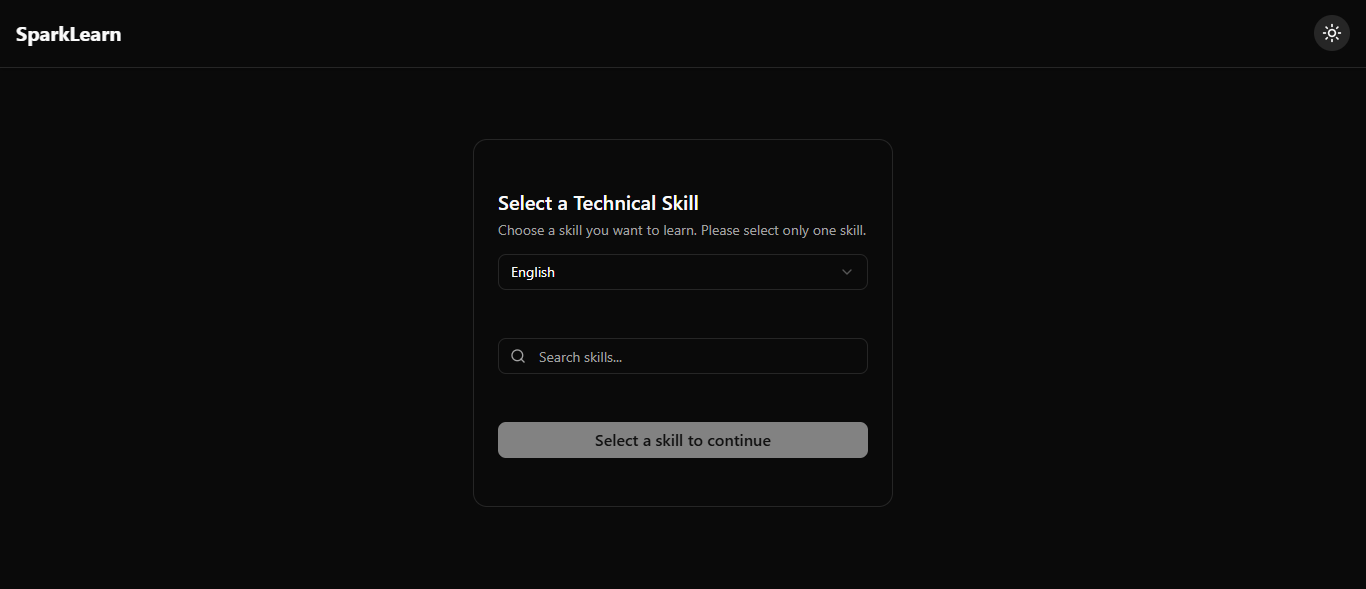 SparkLearn
Select a Technical Skill
Choose a skill you want to learn. Please select only one skill.
English
Search skills...
Select a skill to continue